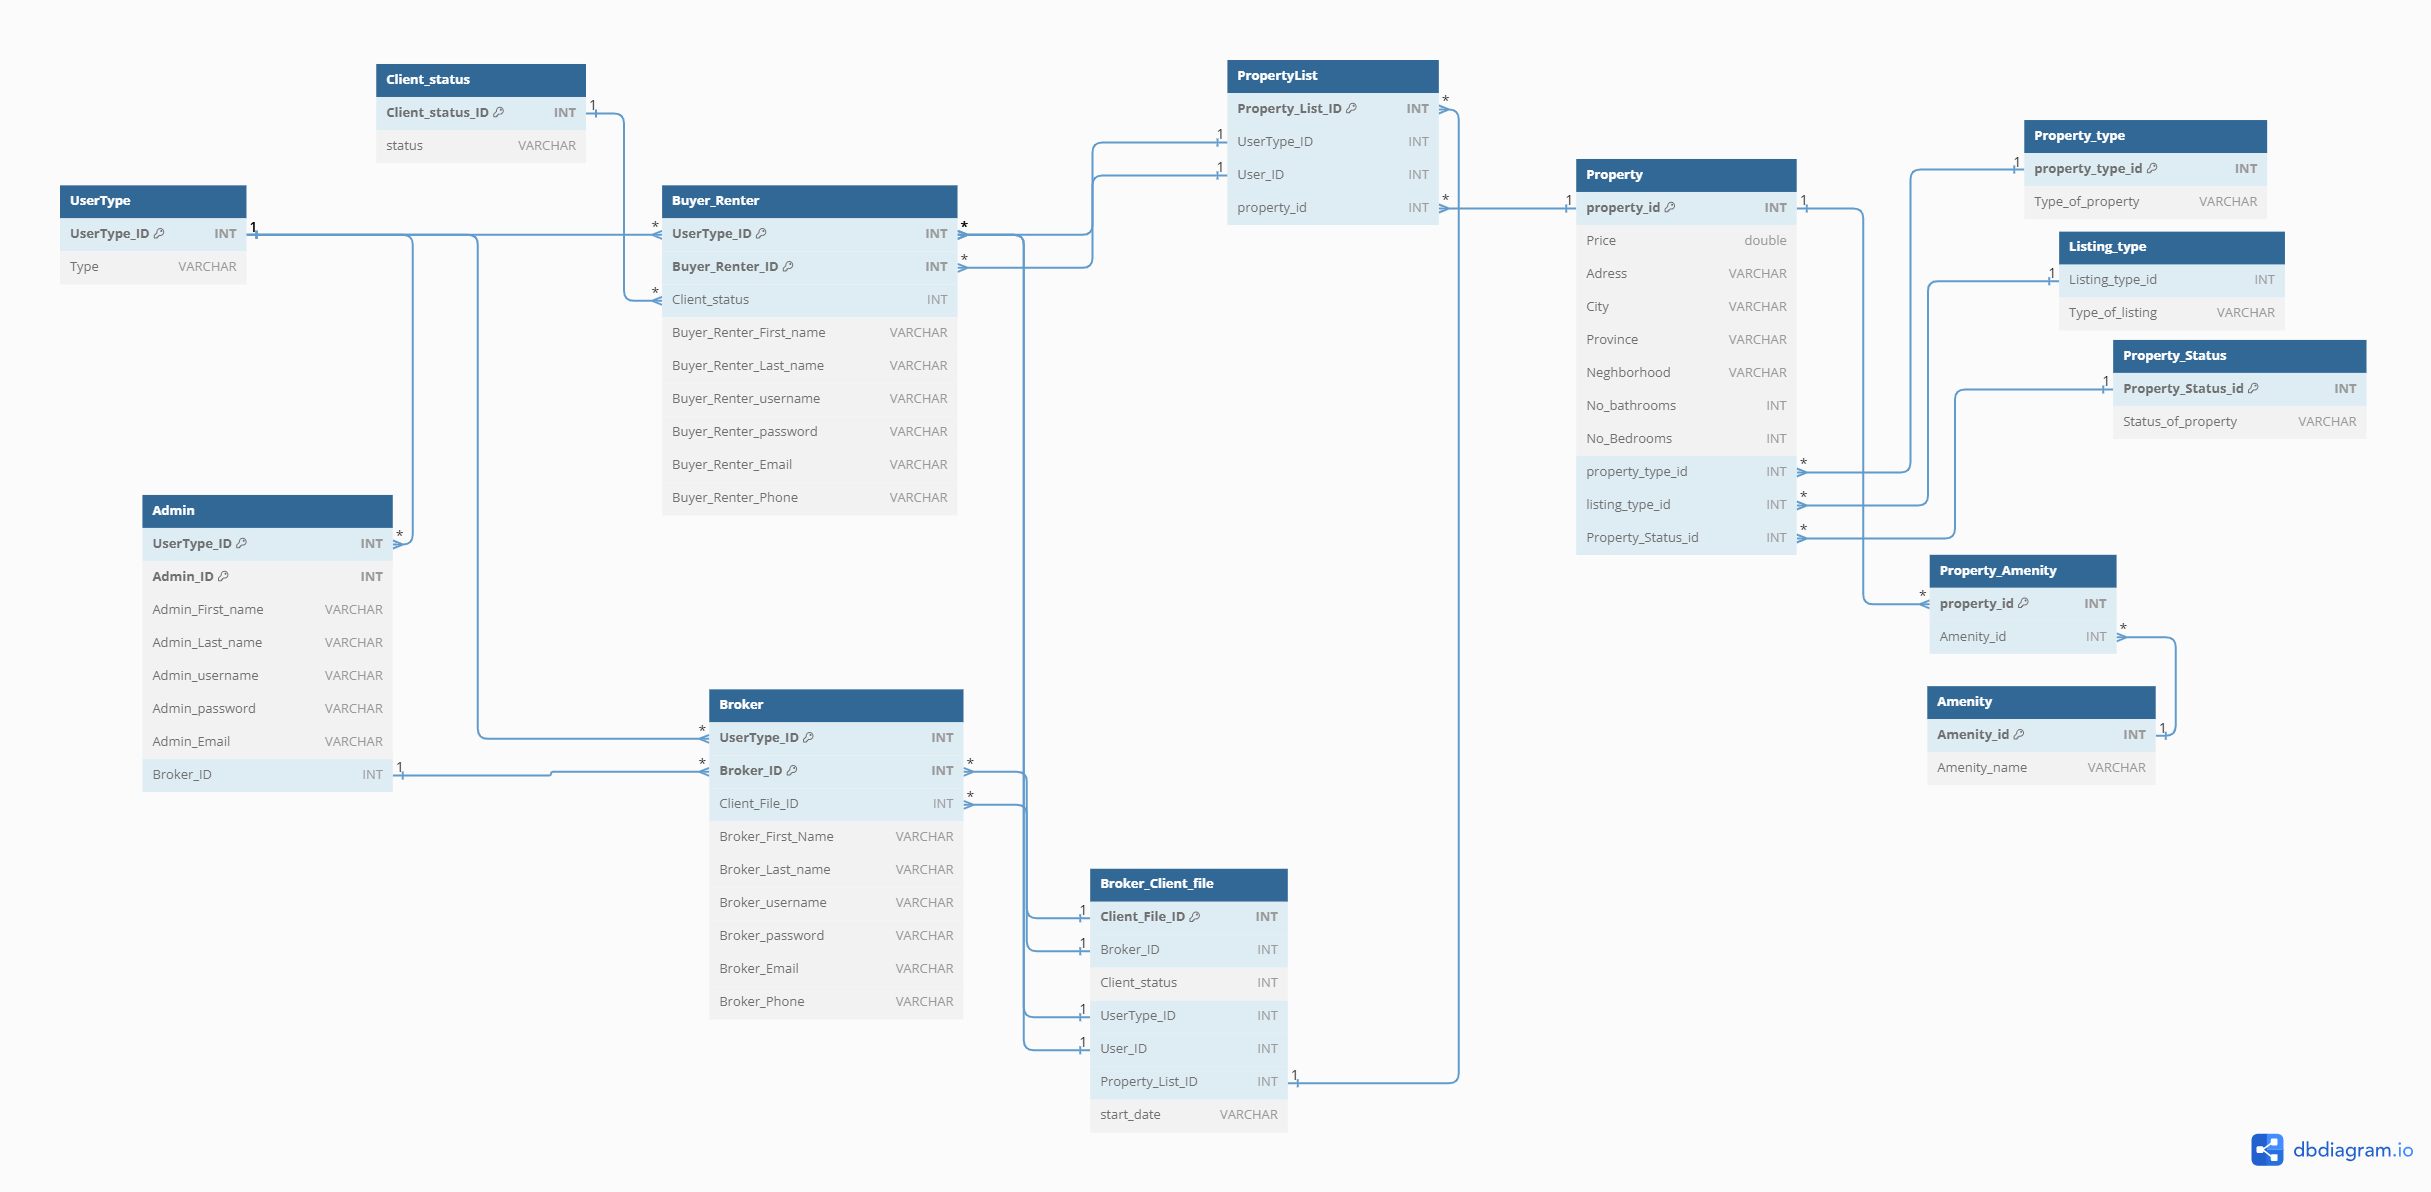 Client_status
Client_status_ID INT
status VARCHAR
1
UserType
UserType_ID INT
Type VARCHAR
1
Buyer_Renter
* UserType_ID INT *
Buyer_Renter_ID INT *
* Client_status INT
Buyer_Renter_First_name VARCHAR
Buyer_Renter_Last_name VARCHAR
Buyer_Renter_username VARCHAR
Buyer_Renter_password VARCHAR
Buyer_Renter_Email VARCHAR
Buyer_Renter_Phone VARCHAR
PropertyList
Property_List_ID INT *
1 UserType_ID INT
1 User_ID INT
property_id INT *
Property
1 property_id INT 1
Price double
Adress VARCHAR
City VARCHAR
Province VARCHAR
Neghborhood VARCHAR
No_bathrooms INT
No_Bedrooms INT
property_type_id INT *
listing_type_id INT *
Property_Status_id INT *
Property_type
1 property_type_id INT
Type_of_property VARCHAR
Listing_type
1 Listing_type_id INT
Type_of_listing VARCHAR
Property_Status
1 Property_Status_id INT
Status_of_property VARCHAR
Property_Amenity
* property_id INT
Amenity_id INT *
Amenity
Amenity_id INT 1
Amenity_name VARCHAR
Admin
UserType_ID INT *
Admin_ID INT
Admin_First_name VARCHAR
Admin_Last_name VARCHAR
Admin_username VARCHAR
Admin_password VARCHAR
Admin_Email VARCHAR
Broker_ID INT 1
Broker
* UserType_ID INT
* Broker_ID INT *
Client_File_ID INT *
Broker_First_Name VARCHAR
Broker_Last_name VARCHAR
Broker_username VARCHAR
Broker_password VARCHAR
Broker_Email VARCHAR
Broker_Phone VARCHAR
Broker_Client_file
1 Client_File_ID INT
1 Broker_ID INT
Client_status INT
1 UserType_ID INT
1 User_ID INT
Property_List_ID INT 1
start_date VARCHAR
dbdiagram.io